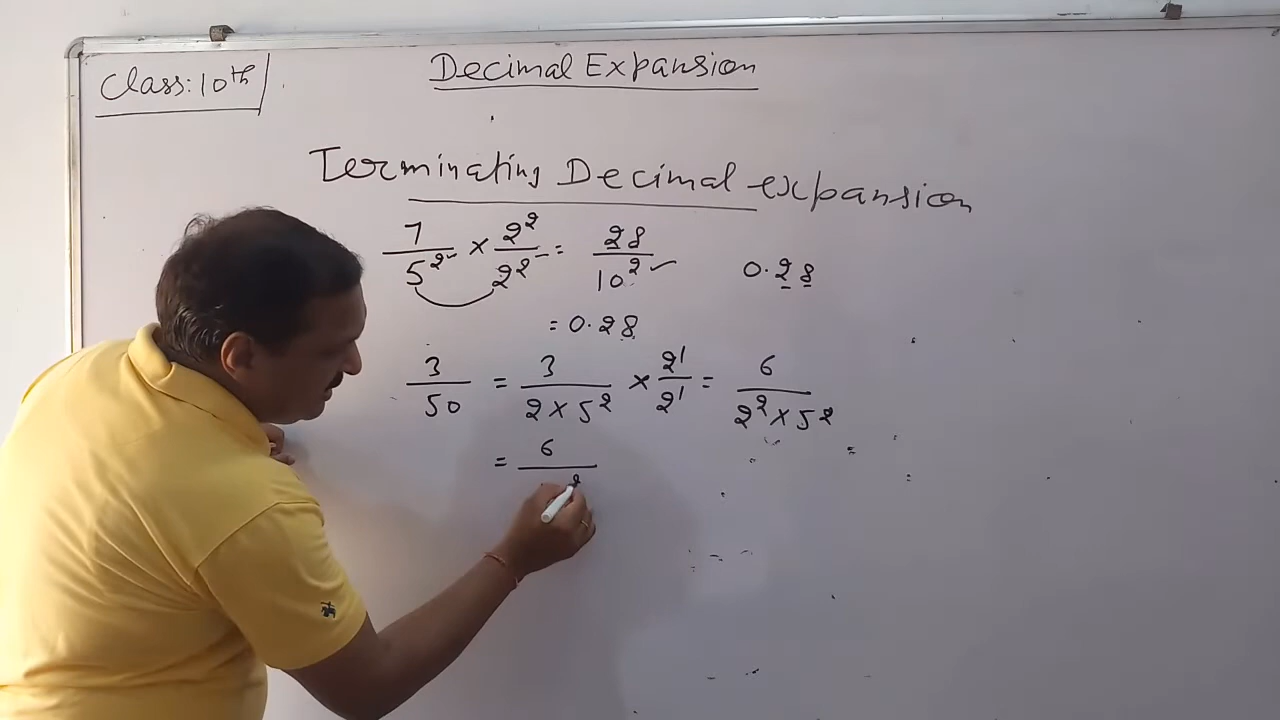 Class: 10th
Decimal Expansion
Terminating Decimal expansion
7/5² × 2²/2² = 28/10² ✓ 0.28
= 0.28
3/50 = 3/(2 × 5²) × 2¹/2¹ = 6/(2² × 5²)
= 6/